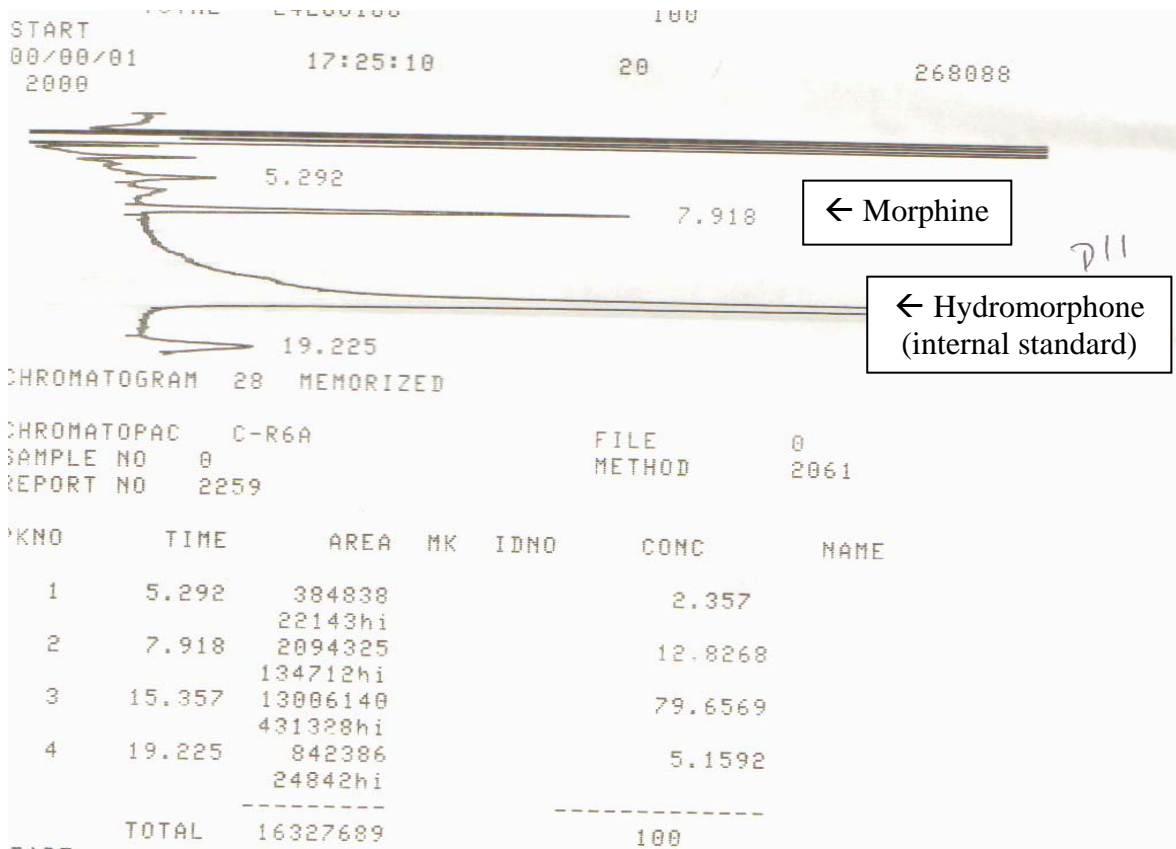 START
00/00/01 17:25:10 20 / 268088
2000
5.292
7.918
← Morphine
P11
← Hydromorphone
(internal standard)
19.225
CHROMATOGRAM 28 MEMORIZED
CHROMATOPAC C-R6A FILE 0
SAMPLE NO 0 METHOD 2061
REPORT NO 2259
PKNO TIME AREA MK IDNO CONC NAME
1 5.292 384838 2.357
22143hi
2 7.918 2094325 12.8268
134712hi
3 15.357 13006140 79.6569
431328hi
4 19.225 842386 5.1592
24842hi
--------- -------------
TOTAL 16327689 100